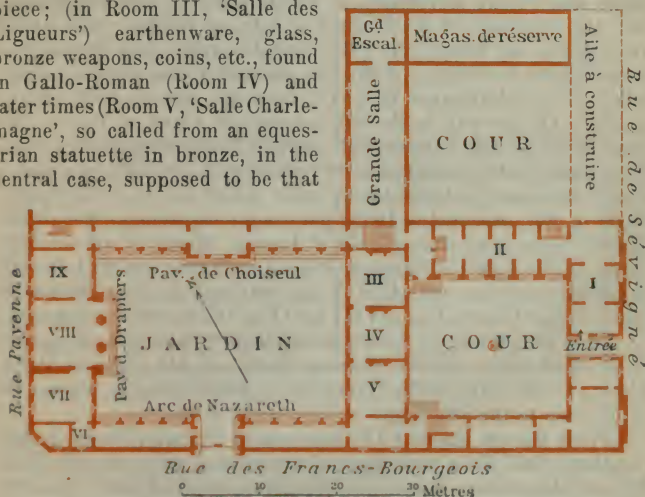 piece; (in Room III, ‘Salle des
Ligueurs’) earthenware, glass,
bronze weapons, coins, etc., found
in Gallo-Roman (Room IV) and
later times (Room V, ‘Salle Charle-
magne’, so called from an eques-
trian statuette in bronze, in the
central case, supposed to be that
Gd
Escal.
Magas. de réserve
Aile à construire
Rue de Sévigné
Grande Salle
COUR
II
I
IX
Pav. de Choiseul
III
Rue Payenne
VIII
Pav. d. Drapiers
JARDIN
IV
COUR
Entrée
VII
V
Arc de Nazareth
VI
Rue des Francs-Bourgeois
0 10 20 30 Mètres